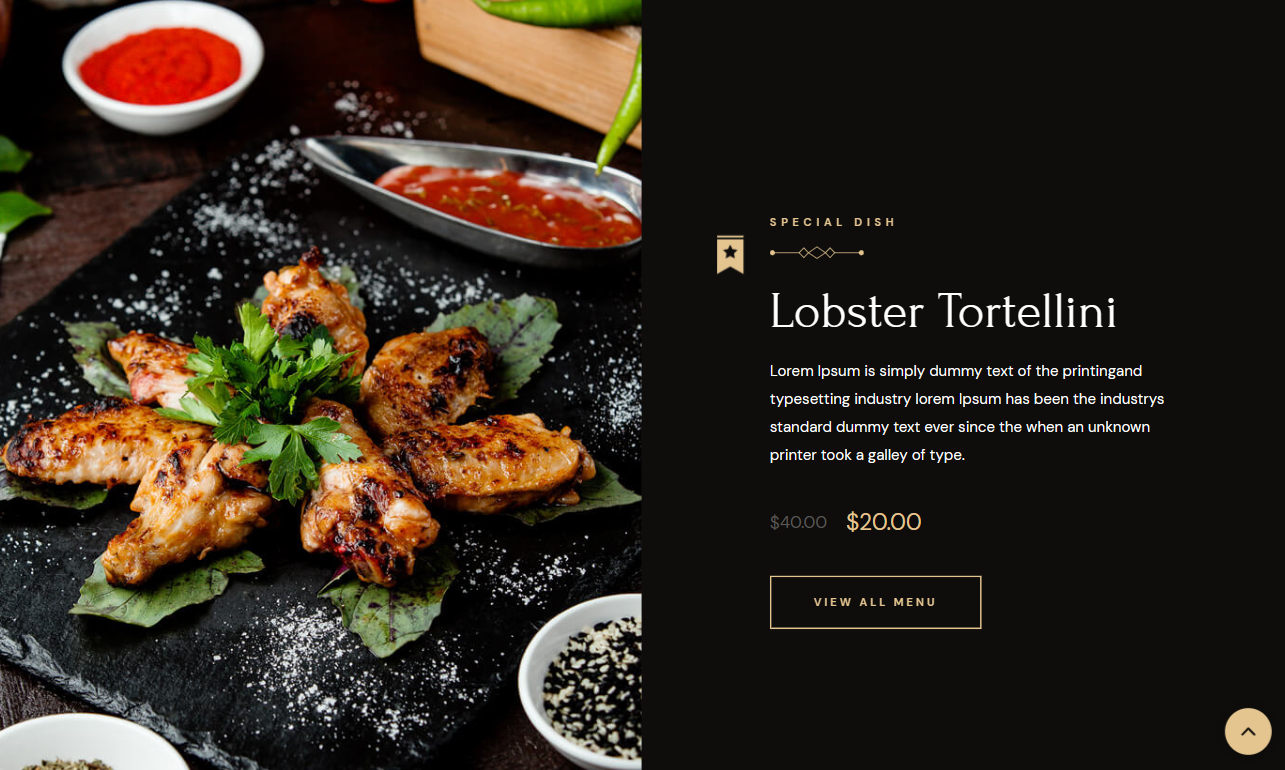 SPECIAL DISH
Lobster Tortellini
Lorem Ipsum is simply dummy text of the printingand
typesetting industry lorem Ipsum has been the industrys
standard dummy text ever since the when an unknown
printer took a galley of type.
$40.00 $20.00
VIEW ALL MENU